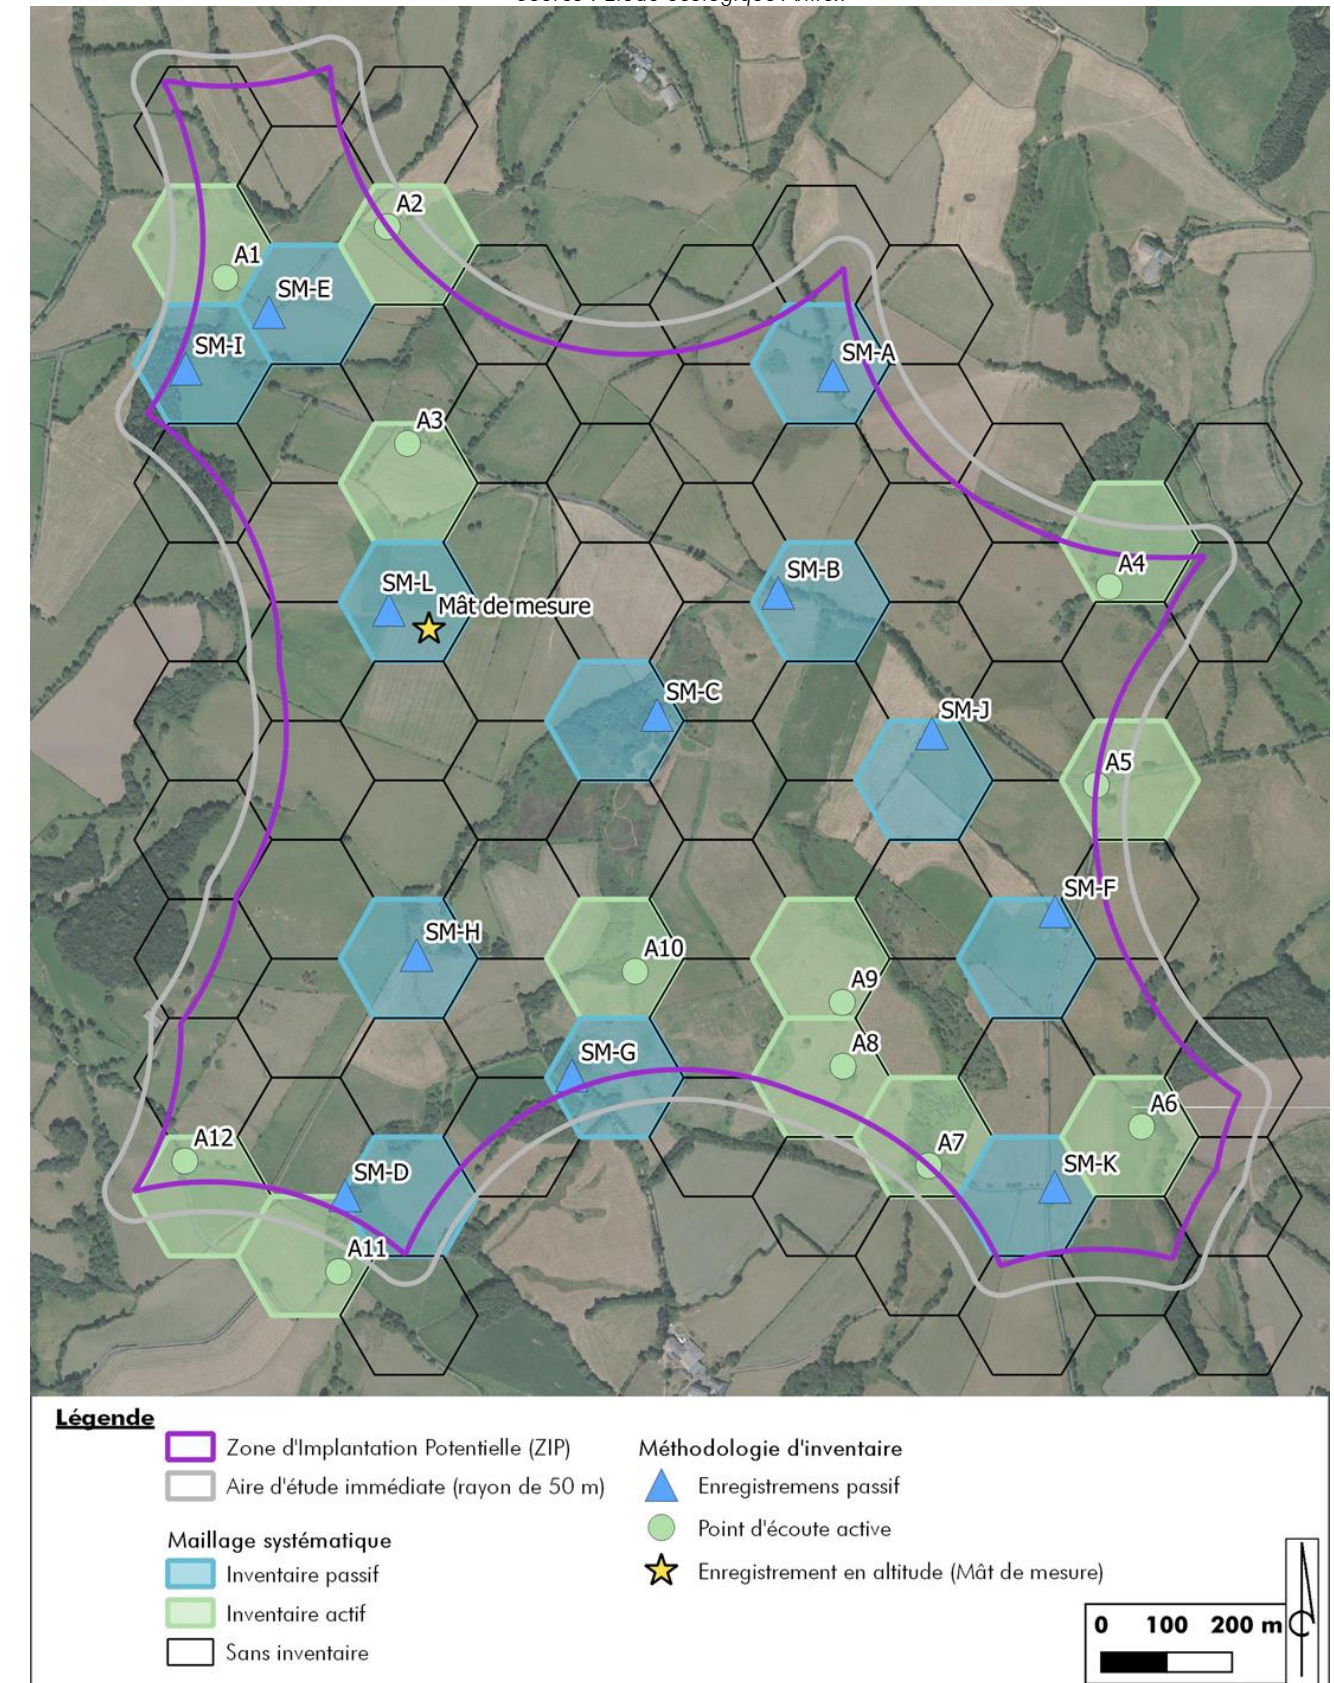 A2
A1
SM-E
SM-I
SM-A
A3
A4
SM-L
Mât de mesure
SM-B
SM-C
SM-J
A5
SM-F
SM-H
A10
A9
A8
SM-G
A6
A12
A7
SM-D
SM-K
A11
Légende
Zone d'Implantation Potentielle (ZIP)
Aire d'étude immédiate (rayon de 50 m)
Maillage systématique
Inventaire passif
Inventaire actif
Sans inventaire
Méthodologie d'inventaire
Enregistremens passif
Point d'écoute active
Enregistrement en altitude (Mât de mesure)
0 100 200 m